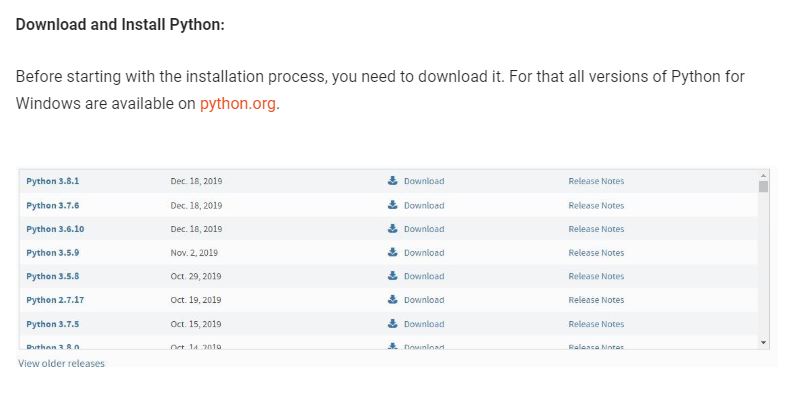 Download and Install Python:
Before starting with the installation process, you need to download it. For that all versions of Python for
Windows are available on python.org.
Python 3.8.1 Dec. 18, 2019 Download Release Notes
Python 3.7.6 Dec. 18, 2019 Download Release Notes
Python 3.6.10 Dec. 18, 2019 Download Release Notes
Python 3.5.9 Nov. 2, 2019 Download Release Notes
Python 3.5.8 Oct. 29, 2019 Download Release Notes
Python 2.7.17 Oct. 19, 2019 Download Release Notes
Python 3.7.5 Oct. 15, 2019 Download Release Notes
Python 3.8.0 Oct. 14, 2019 Download Release Notes
View older releases